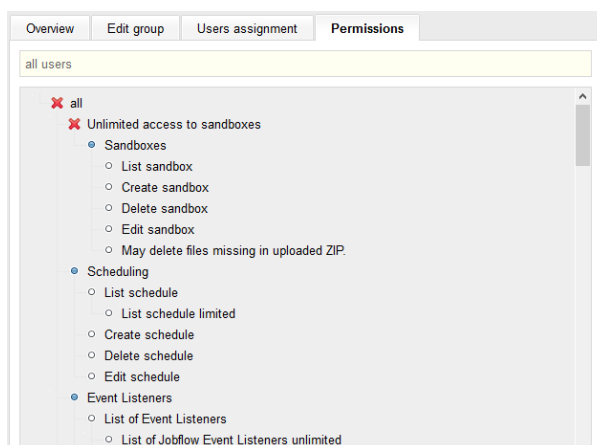 Overview Edit group Users assignment Permissions
all users
all
Unlimited access to sandboxes
Sandboxes
List sandbox
Create sandbox
Delete sandbox
Edit sandbox
May delete files missing in uploaded ZIP.
Scheduling
List schedule
List schedule limited
Create schedule
Delete schedule
Edit schedule
Event Listeners
List of Event Listeners
List of Jobflow Event Listeners unlimited